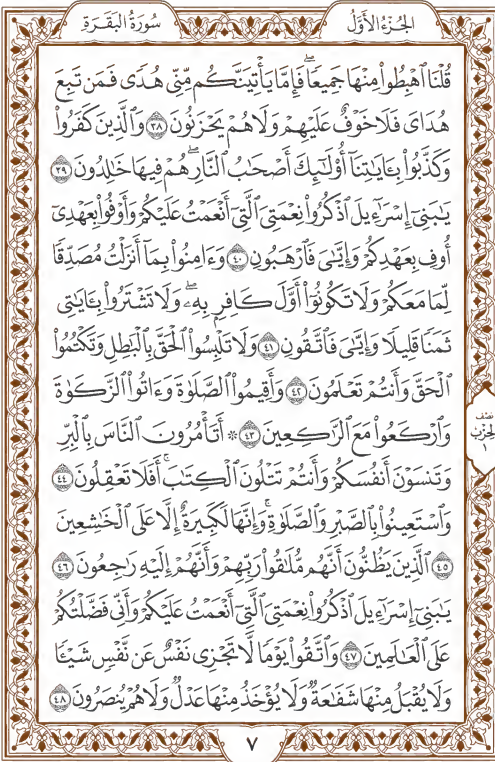 الجُزْءُ الأَوَّلُ
سُورَةُ البَقَرَةِ
قُلْنَا ٱهْبِطُوا۟ مِنْهَا جَمِيعًاۖ فَإِمَّا يَأْتِيَنَّكُم مِّنِّى هُدًى فَمَن تَبِعَ
هُدَاىَ فَلَا خَوْفٌ عَلَيْهِمْ وَلَا هُمْ يَحْزَنُونَ ٣٨ وَٱلَّذِينَ كَفَرُوا۟
وَكَذَّبُوا۟ بِـَٔايَـٰتِنَآ أُو۟لَـٰٓئِكَ أَصْحَـٰبُ ٱلنَّارِۖ هُمْ فِيهَا خَـٰلِدُونَ ٣٩
يَـٰبَنِىٓ إِسْرَٰٓءِيلَ ٱذْكُرُوا۟ نِعْمَتِىَ ٱلَّتِىٓ أَنْعَمْتُ عَلَيْكُمْ وَأَوْفُوا۟ بِعَهْدِىٓ
أُوفِ بِعَهْدِكُمْ وَإِيَّـٰىَ فَٱرْهَبُونِ ٤٠ وَءَامِنُوا۟ بِمَآ أَنزَلْتُ مُصَدِّقًا
لِّمَا مَعَكُمْ وَلَا تَكُونُوٓا۟ أَوَّلَ كَافِرٍۭ بِهِۦۖ وَلَا تَشْتَرُوا۟ بِـَٔايَـٰتِى
ثَمَنًا قَلِيلًا وَإِيَّـٰىَ فَٱتَّقُونِ ٤١ وَلَا تَلْبِسُوا۟ ٱلْحَقَّ بِٱلْبَـٰطِلِ وَتَكْتُمُوا۟
ٱلْحَقَّ وَأَنتُمْ تَعْلَمُونَ ٤٢ وَأَقِيمُوا۟ ٱلصَّلَوٰةَ وَءَاتُوا۟ ٱلزَّكَوٰةَ
وَٱرْكَعُوا۟ مَعَ ٱلرَّٰكِعِينَ ٤٣ ۞ أَتَأْمُرُونَ ٱلنَّاسَ بِٱلْبِرِّ
وَتَنسَوْنَ أَنفُسَكُمْ وَأَنتُمْ تَتْلُونَ ٱلْكِتَـٰبَۚ أَفَلَا تَعْقِلُونَ ٤٤
وَٱسْتَعِينُوا۟ بِٱلصَّبْرِ وَٱلصَّلَوٰةِۚ وَإِنَّهَا لَكَبِيرَةٌ إِلَّا عَلَى ٱلْخَـٰشِعِينَ
٤٥ ٱلَّذِينَ يَظُنُّونَ أَنَّهُم مُّلَـٰقُوا۟ رَبِّهِمْ وَأَنَّهُمْ إِلَيْهِ رَٰجِعُونَ ٤٦
يَـٰبَنِىٓ إِسْرَٰٓءِيلَ ٱذْكُرُوا۟ نِعْمَتِىَ ٱلَّتِىٓ أَنْعَمْتُ عَلَيْكُمْ وَأَنِّى فَضَّلْتُكُمْ
عَلَى ٱلْعَـٰلَمِينَ ٤٧ وَٱتَّقُوا۟ يَوْمًا لَّا تَجْزِى نَفْسٌ عَن نَّفْسٍ شَيْـًٔا
وَلَا يُقْبَلُ مِنْهَا شَفَـٰعَةٌ وَلَا يُؤْخَذُ مِنْهَا عَدْلٌ وَلَا هُمْ يُنصَرُونَ ٤٨
نِصْف
الحِزْب
١
٧